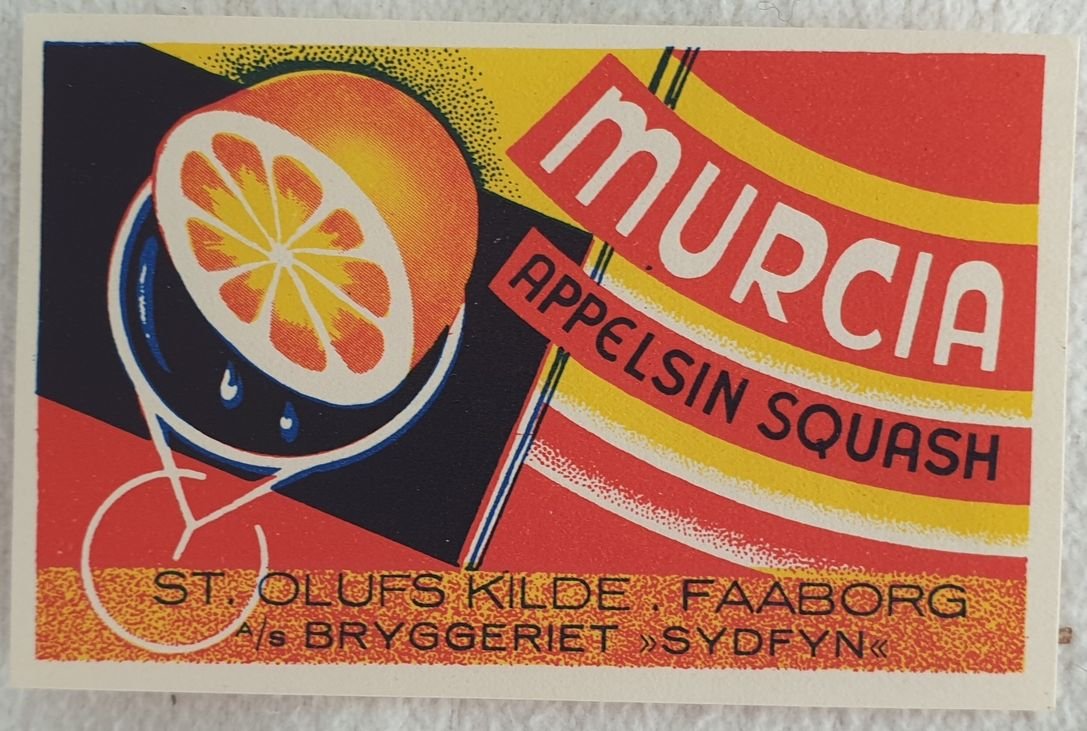 MURCIA
APPELSIN SQUASH
ST. OLUFS KILDE . FAABORG
A/s BRYGGERIET »SYDFYN«